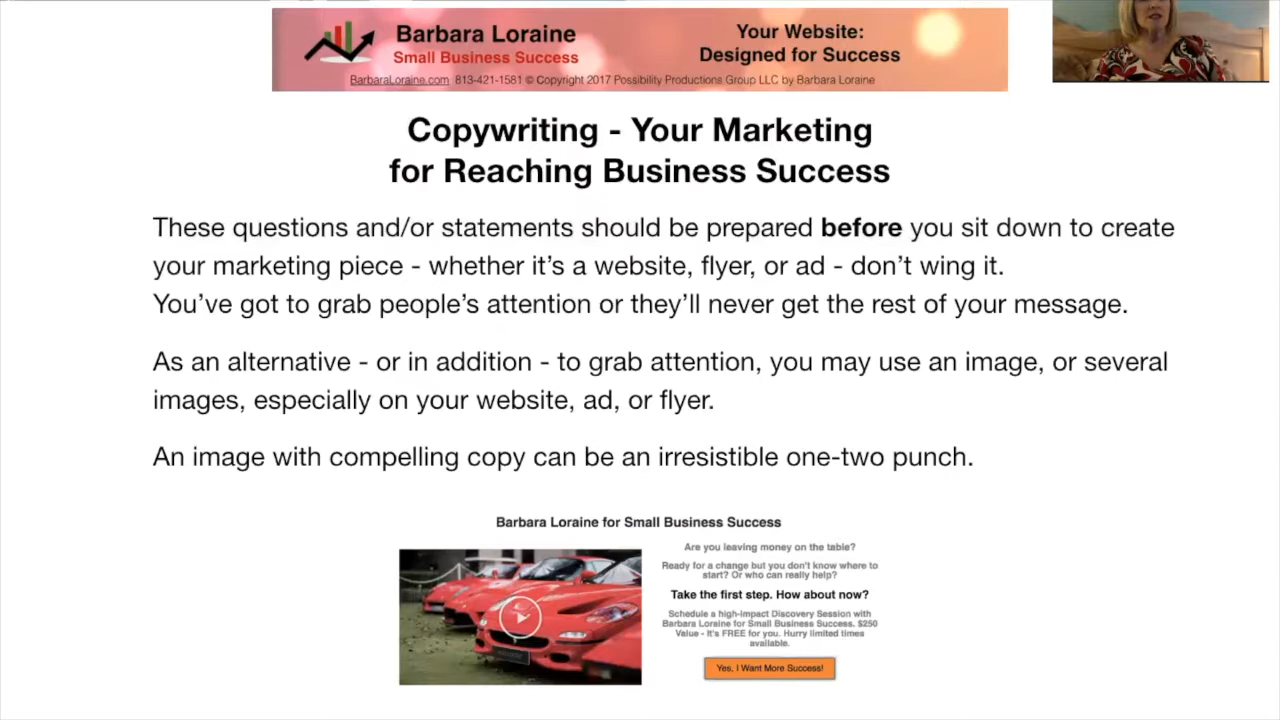 Barbara Loraine
Small Business Success
Your Website:
Designed for Success
BarbaraLoraine.com 813-421-1581 © Copyright 2017 Possibility Productions Group LLC by Barbara Loraine
Copywriting - Your Marketing
for Reaching Business Success
These questions and/or statements should be prepared before you sit down to create
your marketing piece - whether it’s a website, flyer, or ad - don’t wing it.
You’ve got to grab people’s attention or they’ll never get the rest of your message.
As an alternative - or in addition - to grab attention, you may use an image, or several
images, especially on your website, ad, or flyer.
An image with compelling copy can be an irresistible one-two punch.
Barbara Loraine for Small Business Success
Are you leaving money on the table?
Ready for a change but you don't know where to
start? Or who can really help?
Take the first step. How about now?
Schedule a high-impact Discovery Session with
Barbara Loraine for Small Business Success. $250
Value - It's FREE for you. Hurry limited times
available.
Yes, I Want More Success!